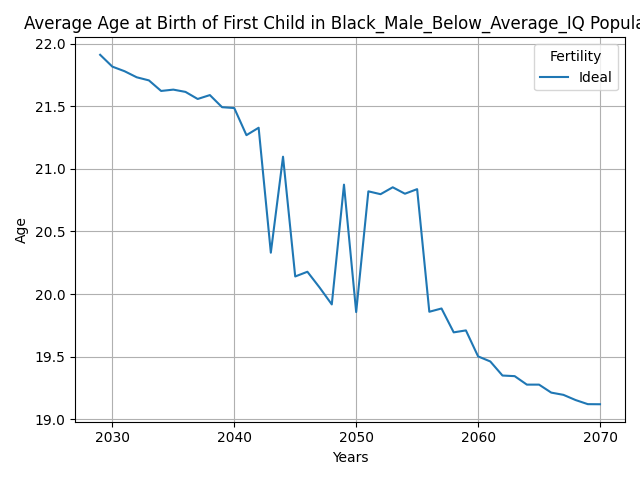 Average Age at Birth of First Child in Black_Male_Below_Average_IQ Popula
22.0
21.5
21.0
20.5
20.0
19.5
19.0
Age
Fertility
Ideal
2030 2040 2050 2060 2070
Years